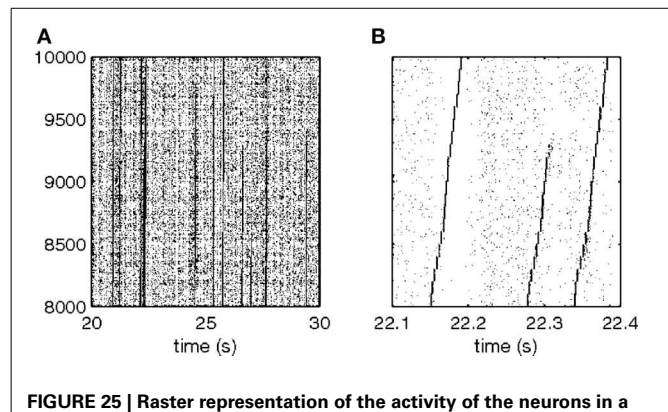 A
B
10000
9500
9000
8500
8000
20
25
30
time (s)
22.1
22.2
22.3
22.4
time (s)
FIGURE 25 | Raster representation of the activity of the neurons in a